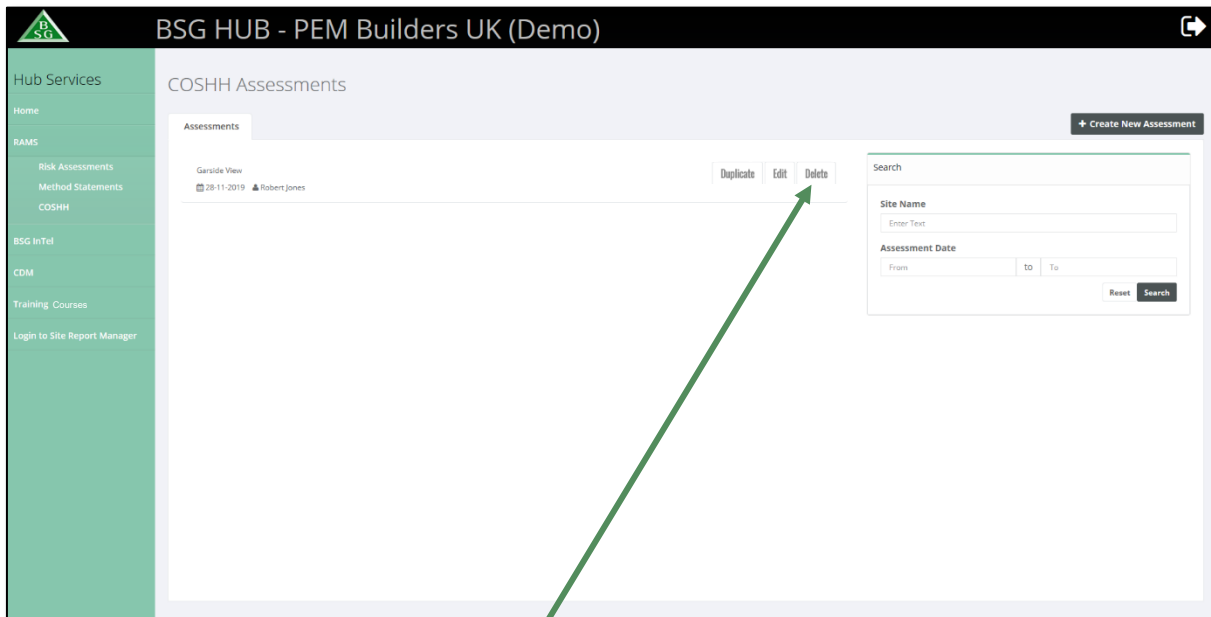 BSG
BSG HUB - PEM Builders UK (Demo)
Hub Services
Home
RAMS
Risk Assessments
Method Statements
COSHH
BSG InTel
CDM
Training Courses
Login to Site Report Manager
COSHH Assessments
Assessments
+ Create New Assessment
Garside View
28-11-2019 Robert Jones
Duplicate Edit Delete
Search
Site Name
Enter Text
Assessment Date
From to To
Reset Search